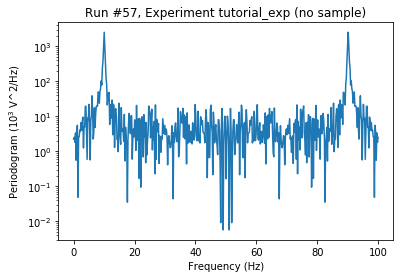 Run #57, Experiment tutorial_exp (no sample)
Periodogram (10³ V^2/Hz)
10³
10²
10¹
10⁰
10⁻¹
10⁻²
0 20 40 60 80 100
Frequency (Hz)